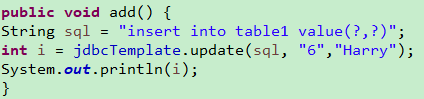 public void add() {
String sql = "insert into table1 value(?,?)";
int i = jdbcTemplate.update(sql, "6","Harry");
System.out.println(i);
}